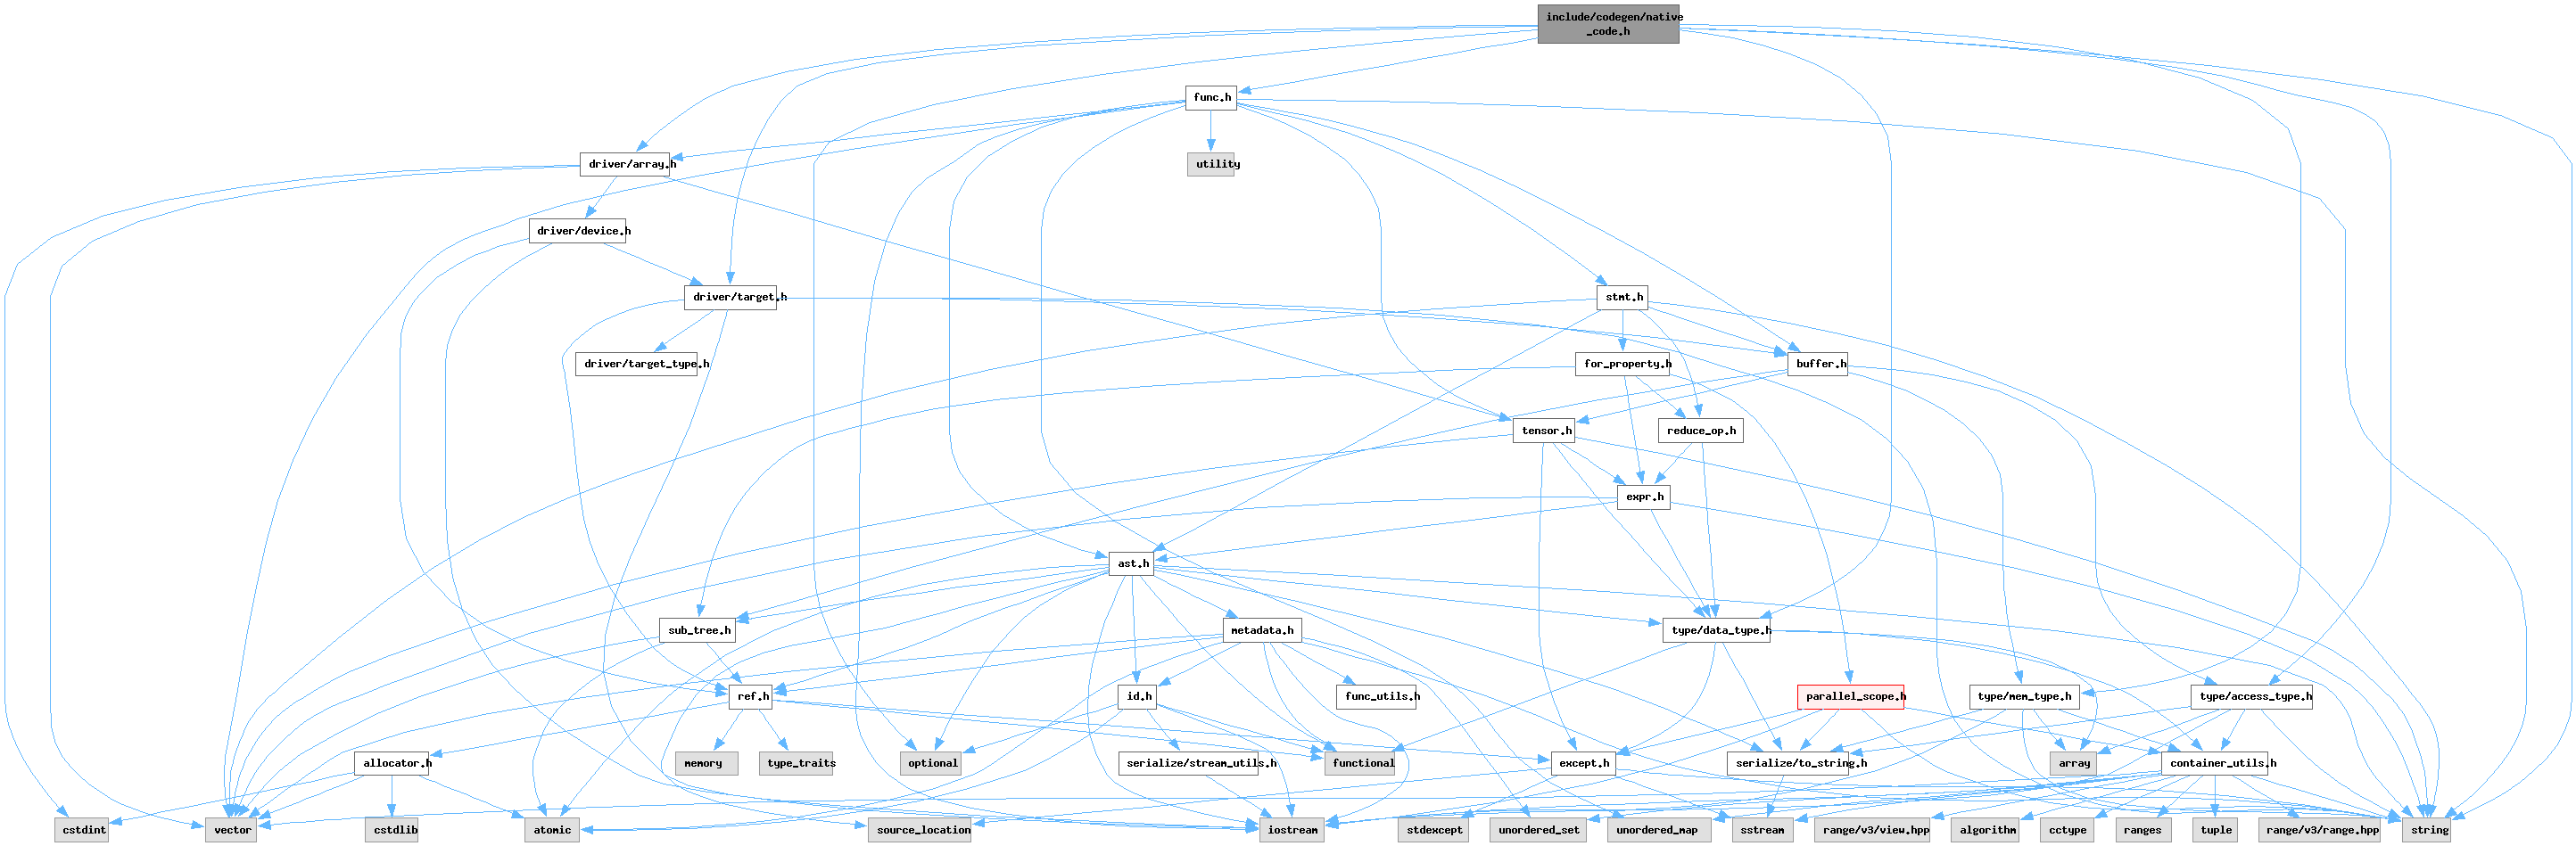 include/codegen/native
_code.h
func.h
driver/array.h
utility
driver/device.h
driver/target.h
stmt.h
driver/target_type.h
for_property.h
buffer.h
tensor.h
reduce_op.h
expr.h
ast.h
sub_tree.h
metadata.h
type/data_type.h
ref.h
id.h
func_utils.h
parallel_scope.h
type/mem_type.h
type/access_type.h
allocator.h
memory
type_traits
optional
serialize/stream_utils.h
functional
except.h
serialize/to_string.h
array
container_utils.h
cstdint
vector
cstdlib
atomic
source_location
iostream
stdexcept
unordered_set
unordered_map
sstream
range/v3/view.hpp
algorithm
cctype
ranges
tuple
range/v3/range.hpp
string